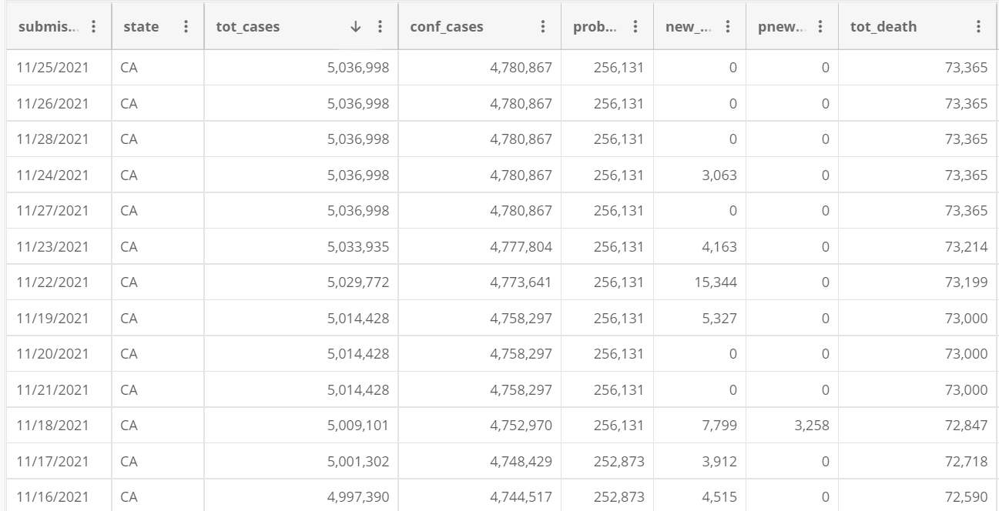 submis... state tot_cases conf_cases prob... new_... pnew... tot_death
11/25/2021 CA 5,036,998 4,780,867 256,131 0 0 73,365
11/26/2021 CA 5,036,998 4,780,867 256,131 0 0 73,365
11/28/2021 CA 5,036,998 4,780,867 256,131 0 0 73,365
11/24/2021 CA 5,036,998 4,780,867 256,131 3,063 0 73,365
11/27/2021 CA 5,036,998 4,780,867 256,131 0 0 73,365
11/23/2021 CA 5,033,935 4,777,804 256,131 4,163 0 73,214
11/22/2021 CA 5,029,772 4,773,641 256,131 15,344 0 73,199
11/19/2021 CA 5,014,428 4,758,297 256,131 5,327 0 73,000
11/20/2021 CA 5,014,428 4,758,297 256,131 0 0 73,000
11/21/2021 CA 5,014,428 4,758,297 256,131 0 0 73,000
11/18/2021 CA 5,009,101 4,752,970 256,131 7,799 3,258 72,847
11/17/2021 CA 5,001,302 4,748,429 252,873 3,912 0 72,718
11/16/2021 CA 4,997,390 4,744,517 252,873 4,515 0 72,590